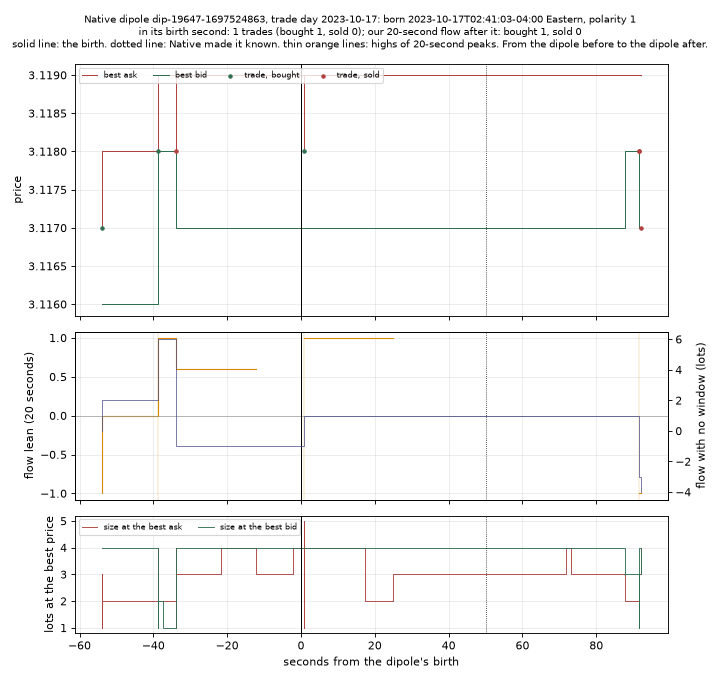 Native dipole dip-19647-1697524863, trade day 2023-10-17: born 2023-10-17T02:41:03-04:00 Eastern, polarity 1
in its birth second: 1 trades (bought 1, sold 0); our 20-second flow after it: bought 1, sold 0
solid line: the birth. dotted line: Native made it known. thin orange lines: highs of 20-second peaks. From the dipole before to the dipole after.
best ask
best bid
trade, bought
trade, sold
3.1190
3.1185
3.1180
3.1175
3.1170
3.1165
3.1160
price
1.0
0.5
0.0
−0.5
−1.0
flow lean (20 seconds)
6
4
2
0
−2
−4
flow with no window (lots)
size at the best ask
size at the best bid
5
4
3
2
1
lots at the best price
−60
−40
−20
0
20
40
60
80
seconds from the dipole's birth